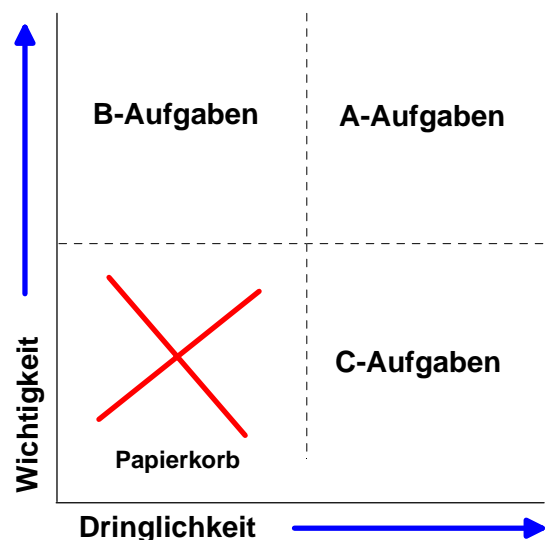 B-Aufgaben
A-Aufgaben
Wichtigkeit
C-Aufgaben
Papierkorb
Dringlichkeit